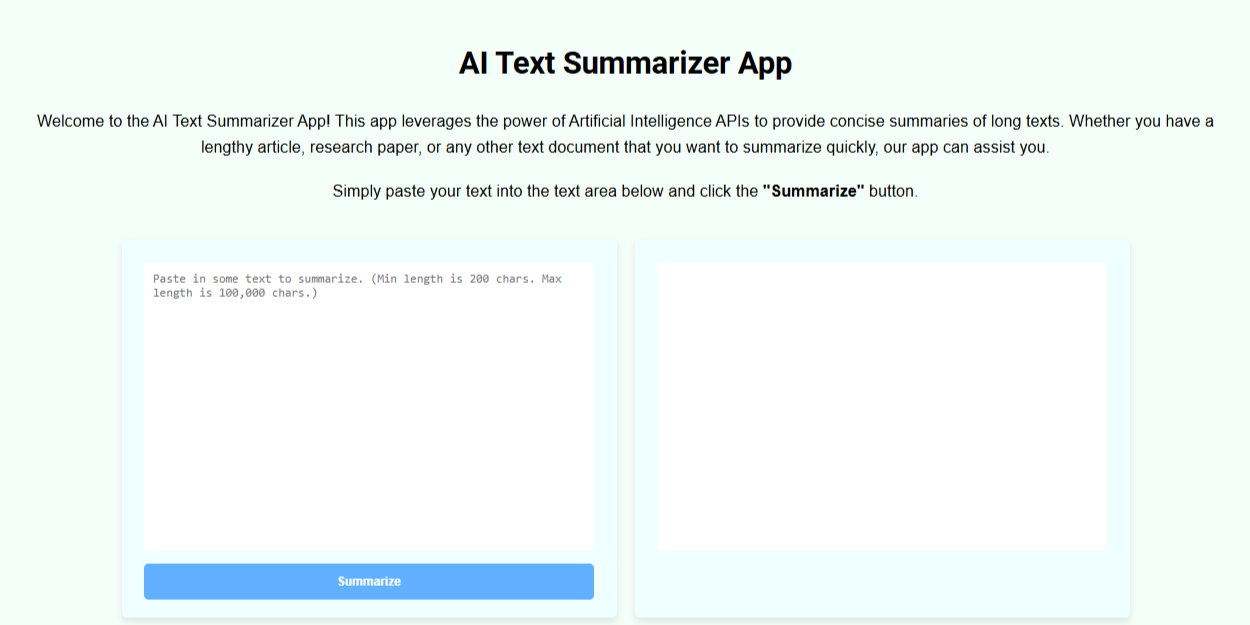 AI Text Summarizer App
Welcome to the AI Text Summarizer App! This app leverages the power of Artificial Intelligence APIs to provide concise summaries of long texts. Whether you have a
lengthy article, research paper, or any other text document that you want to summarize quickly, our app can assist you.
Simply paste your text into the text area below and click the "Summarize" button.
Paste in some text to summarize. (Min length is 200 chars. Max
length is 100,000 chars.)
Summarize